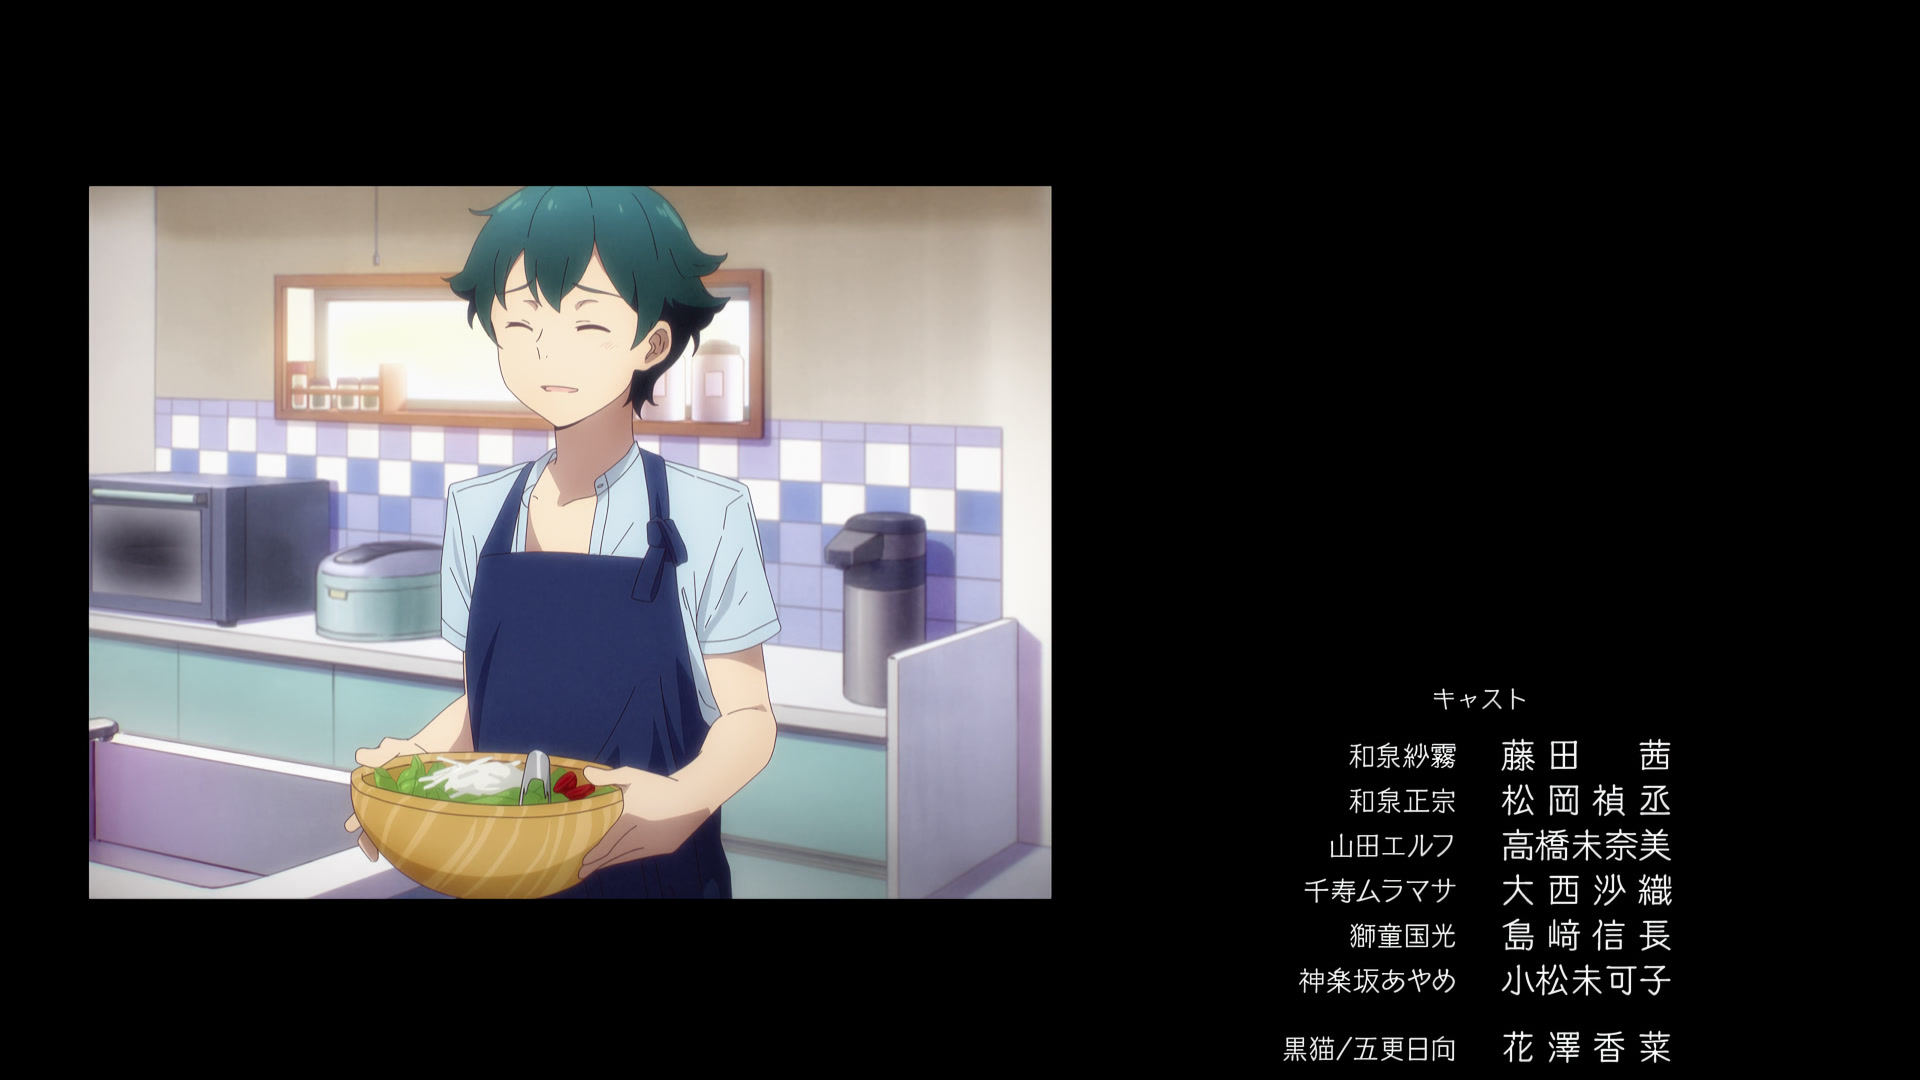 キャスト
和泉紗霧 藤田 茜
和泉正宗 松岡禎丞
山田エルフ 高橋未奈美
千寿ムラマサ 大西沙織
獅童国光 島﨑信長
神楽坂あやめ 小松未可子
黒猫/五更日向 花澤香菜